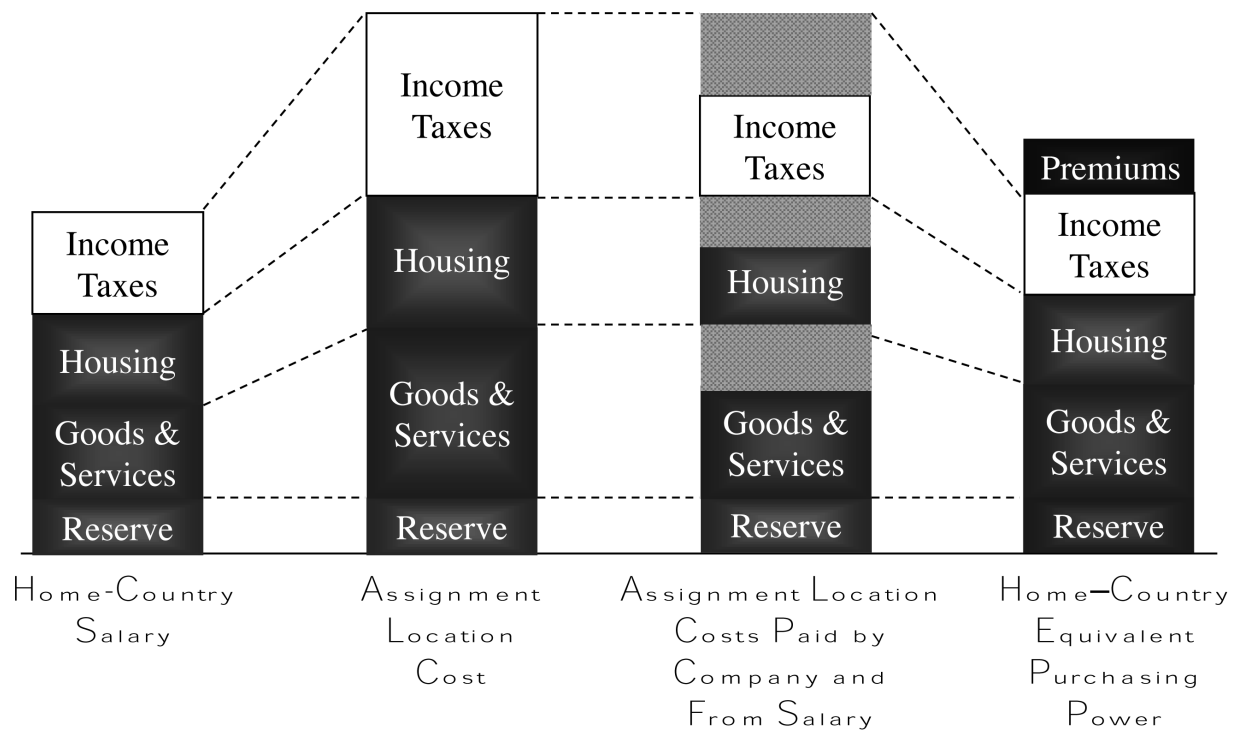 Income
Taxes
Housing
Goods &
Services
Reserve
Home-Country
Salary
Income
Taxes
Housing
Goods &
Services
Reserve
Assignment
Location
Cost
Income
Taxes
Housing
Goods &
Services
Reserve
Assignment Location
Costs Paid by
Company and
From Salary
Premiums
Income
Taxes
Housing
Goods &
Services
Reserve
Home–Country
Equivalent
Purchasing
Power